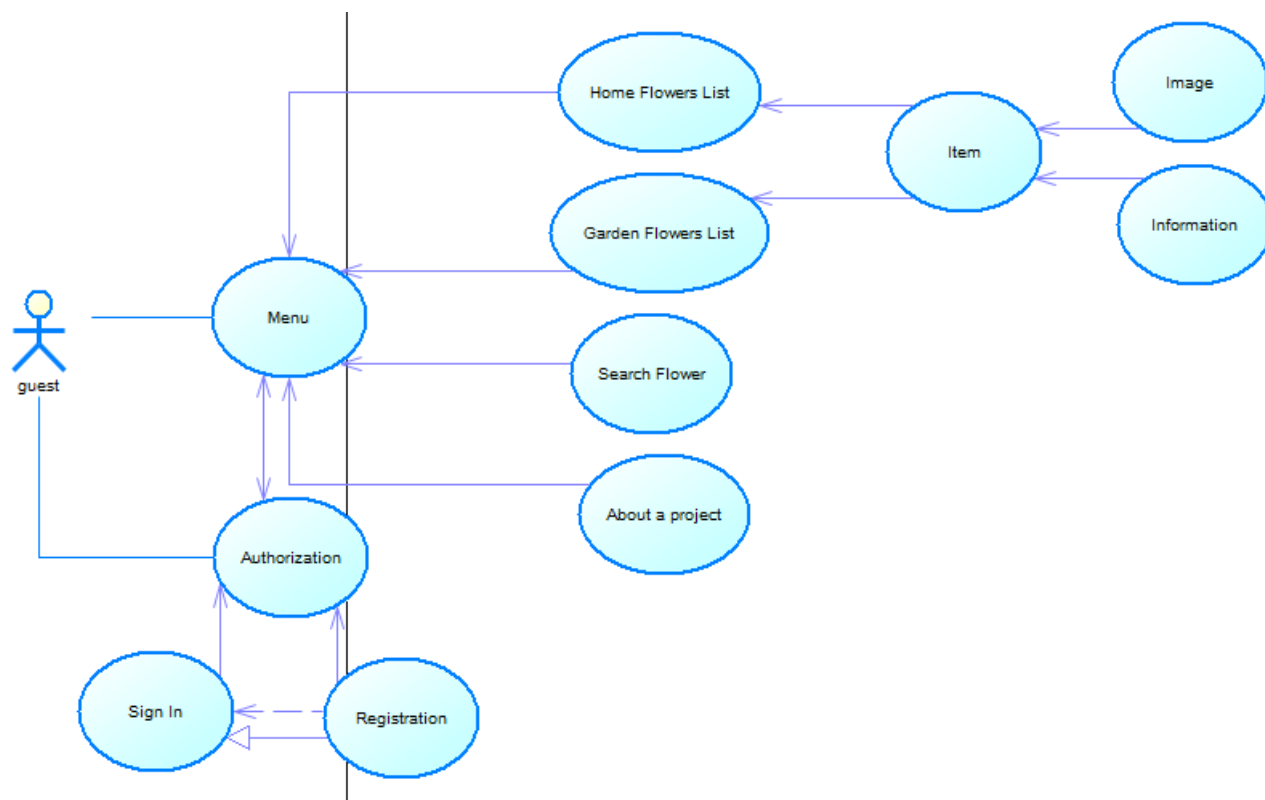 Home Flowers List
Image
Item
Garden Flowers List
Information
Menu
guest
Search Flower
About a project
Authorization
Sign In
Registration